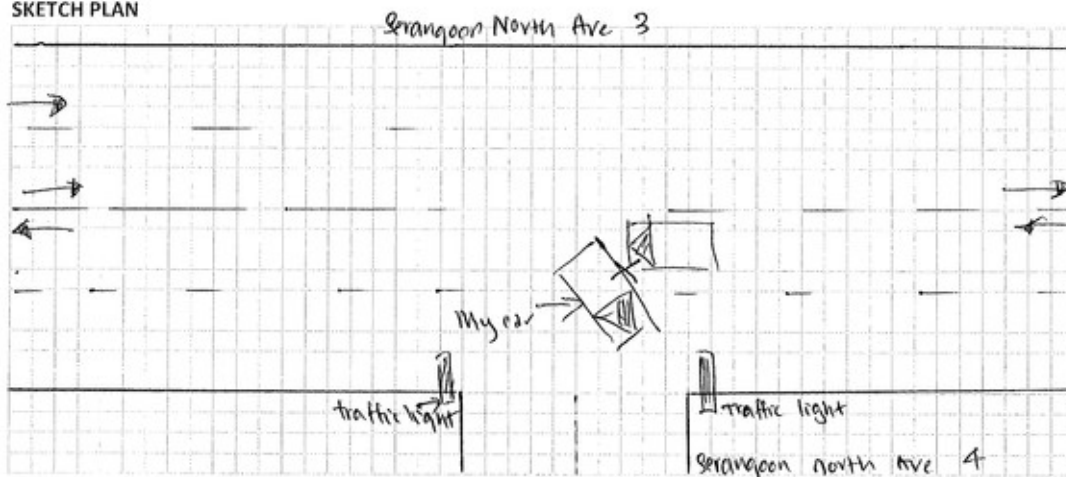 SKETCH PLAN
Serangoon North Ave 3
My car
traffic light
Traffic light
Serangoon north Ave 4